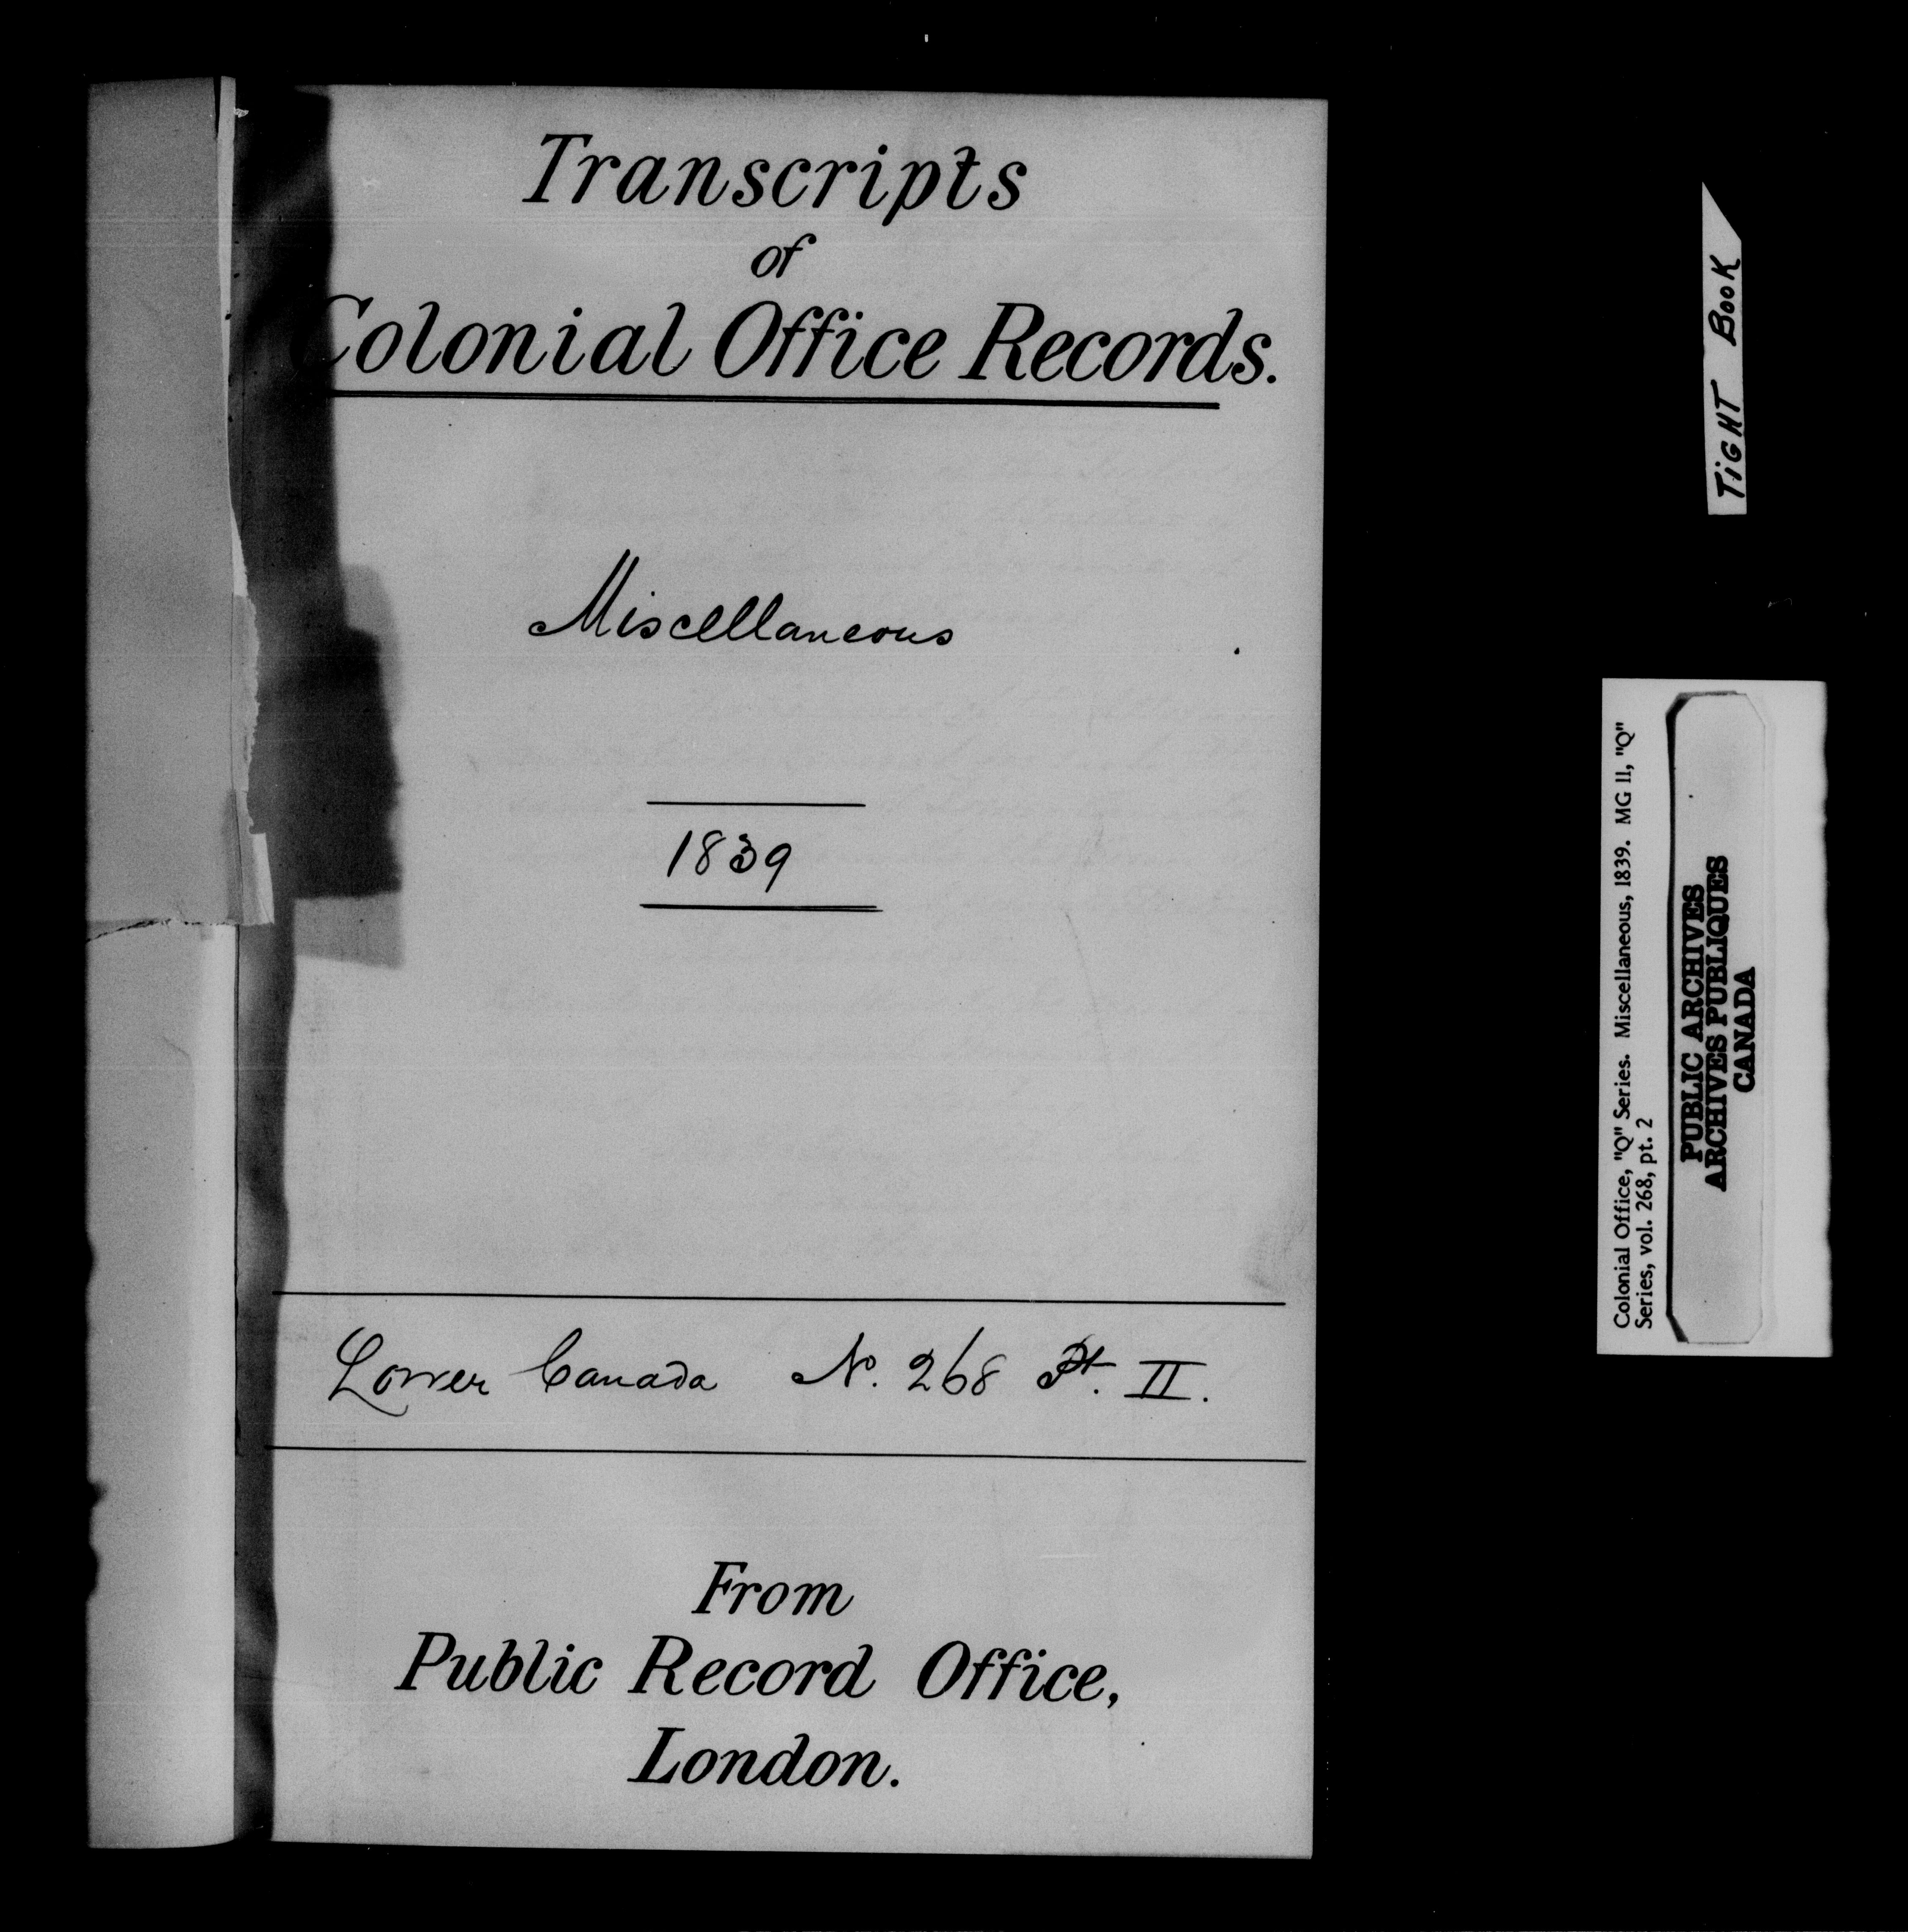 Transcripts
of
Colonial Office Records.
Miscellaneous
1839
Lower Canada No. 268 Pt. II.
From
Public Record Office,
London.
TiGHT BOOK
Colonial Office, "Q" Series. Miscellaneous, 1839. MG 11, "Q"
Series, vol. 268, pt. 2
PUBLIC ARCHIVES
ARCHIVES PUBLIQUES
CANADA